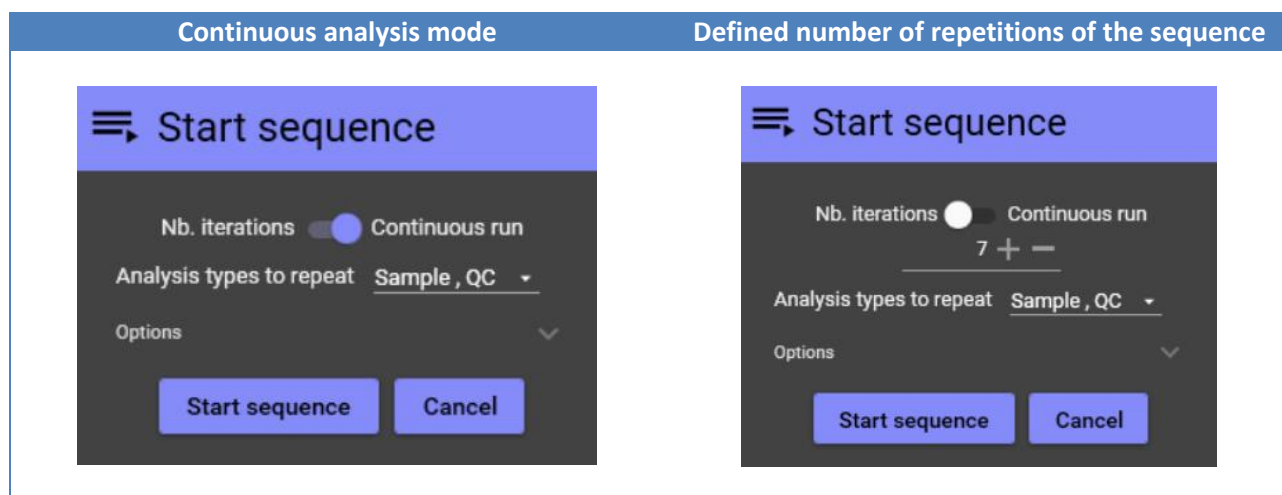 Continuous analysis mode
Defined number of repetitions of the sequence
Start sequence
Nb. iterations Continuous run
Analysis types to repeat Sample , QC
Options
Start sequence Cancel
Start sequence
Nb. iterations Continuous run
7 + −
Analysis types to repeat Sample , QC
Options
Start sequence Cancel